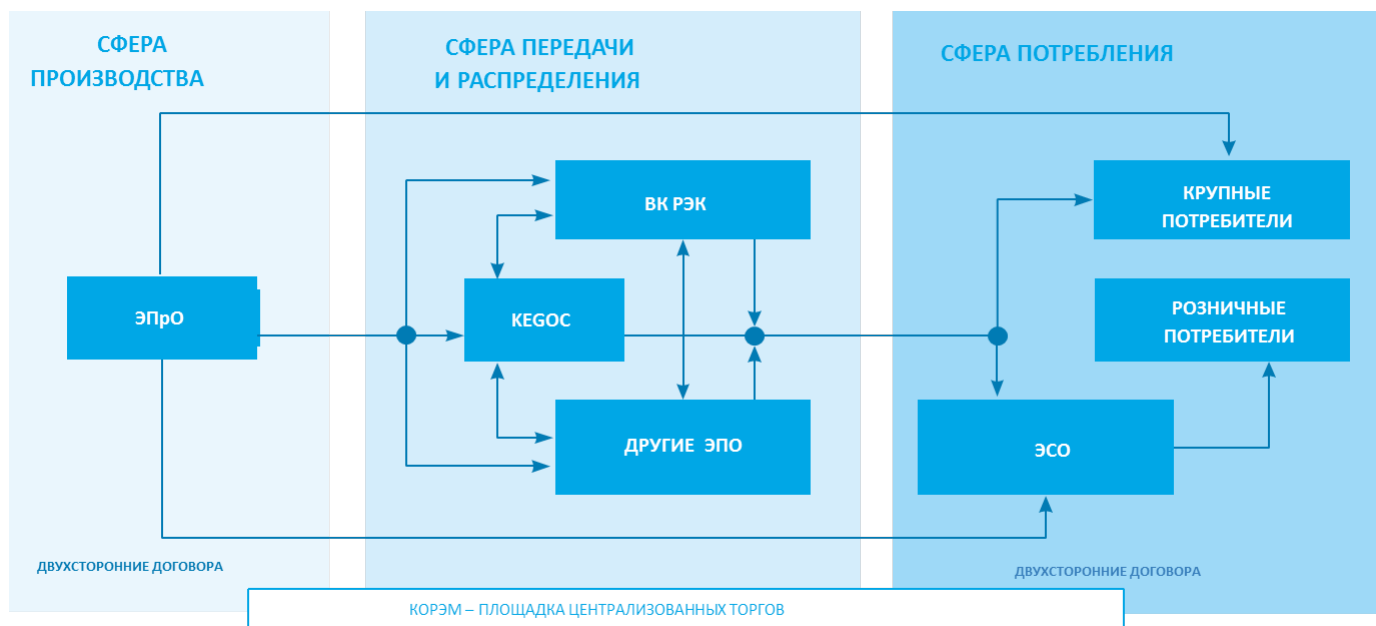 СФЕРА
ПРОИЗВОДСТВА
СФЕРА ПЕРЕДАЧИ
И РАСПРЕДЕЛЕНИЯ
СФЕРА ПОТРЕБЛЕНИЯ
ВК РЭК
КРУПНЫЕ
ПОТРЕБИТЕЛИ
ЭПрО
KEGOC
РОЗНИЧНЫЕ
ПОТРЕБИТЕЛИ
ДРУГИЕ ЭПО
ЭСО
ДВУХСТОРОННИЕ ДОГОВОРА
ДВУХСТОРОННИЕ ДОГОВОРА
КОРЭМ – ПЛОЩАДКА ЦЕНТРАЛИЗОВАННЫХ ТОРГОВ